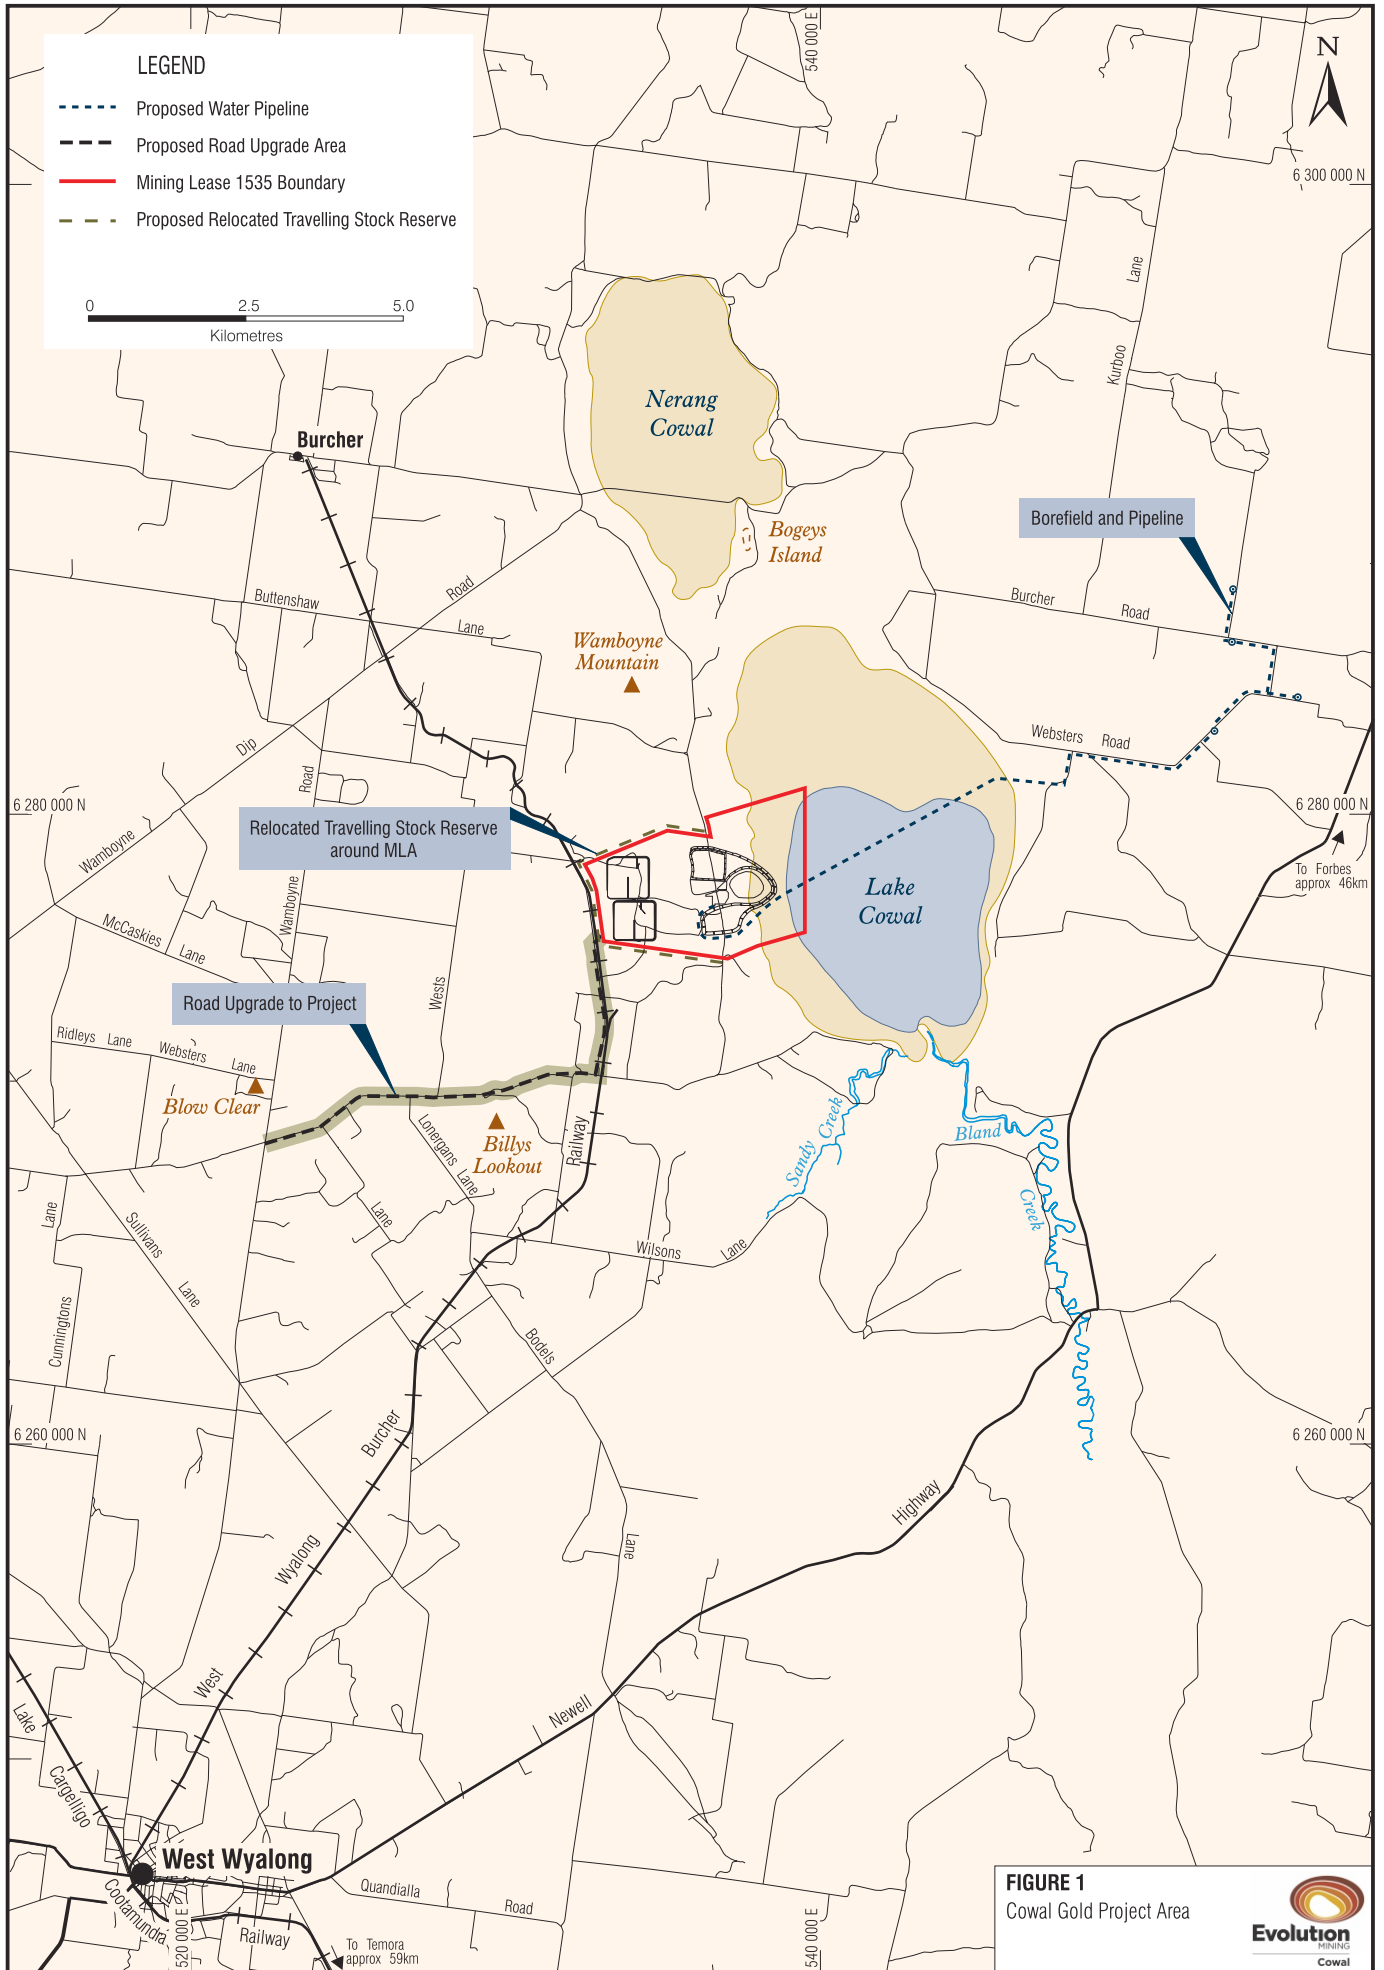 540 000 E
N
LEGEND
Proposed Water Pipeline
Proposed Road Upgrade Area
Mining Lease 1535 Boundary
Proposed Relocated Travelling Stock Reserve
0 2.5 5.0
Kilometres
6 300 000 N
Lane
Kurboo
Nerang
Cowal
Burcher
Borefield and Pipeline
Bogeys
Island
Buttenshaw
Lane
Road
Burcher
Road
Wamboyne
Mountain
Websters Road
Dip
Road
6 280 000 N
6 280 000 N
Relocated Travelling Stock Reserve
around MLA
Wamboyne
To Forbes
approx 46km
Lake
Cowal
Wamboyne
McCaskies
Lane
Wests
Road Upgrade to Project
Ridleys Lane
Websters
Lane
Blow Clear
Lonergans
Lane
Billys
Lookout
Railway
Sandy Creek
Bland
Creek
Lane
Cunningtons
Sullivans
Lane
Lane
Wilsons
Lane
Bodels
Lane
6 260 000 N
6 260 000 N
Burcher
Wyalong
West
Highway
Newell
Lake
Cargelligo
West Wyalong
Cootamundra
Railway
Quandialla
Road
To Temora
approx 59km
520 000 E
540 000 E
FIGURE 1
Cowal Gold Project Area
Evolution
MINING
Cowal